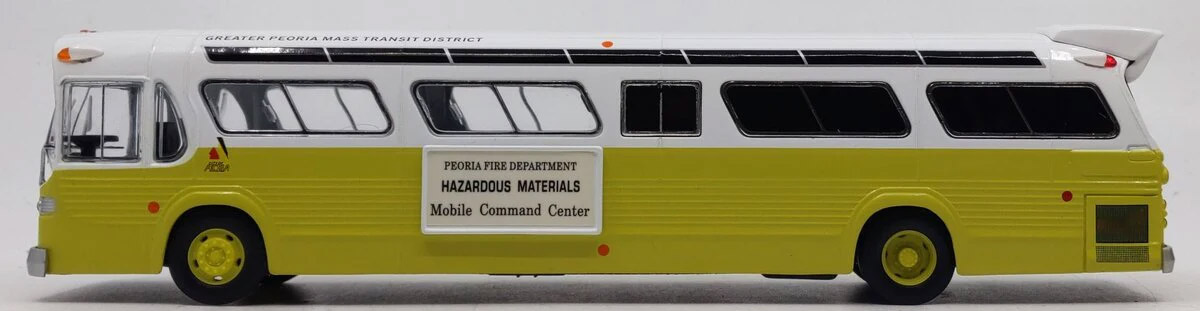 GREATER PEORIA MASS TRANSIT DISTRICT
PEORIA FIRE DEPARTMENT
HAZARDOUS MATERIALS
Mobile Command Center